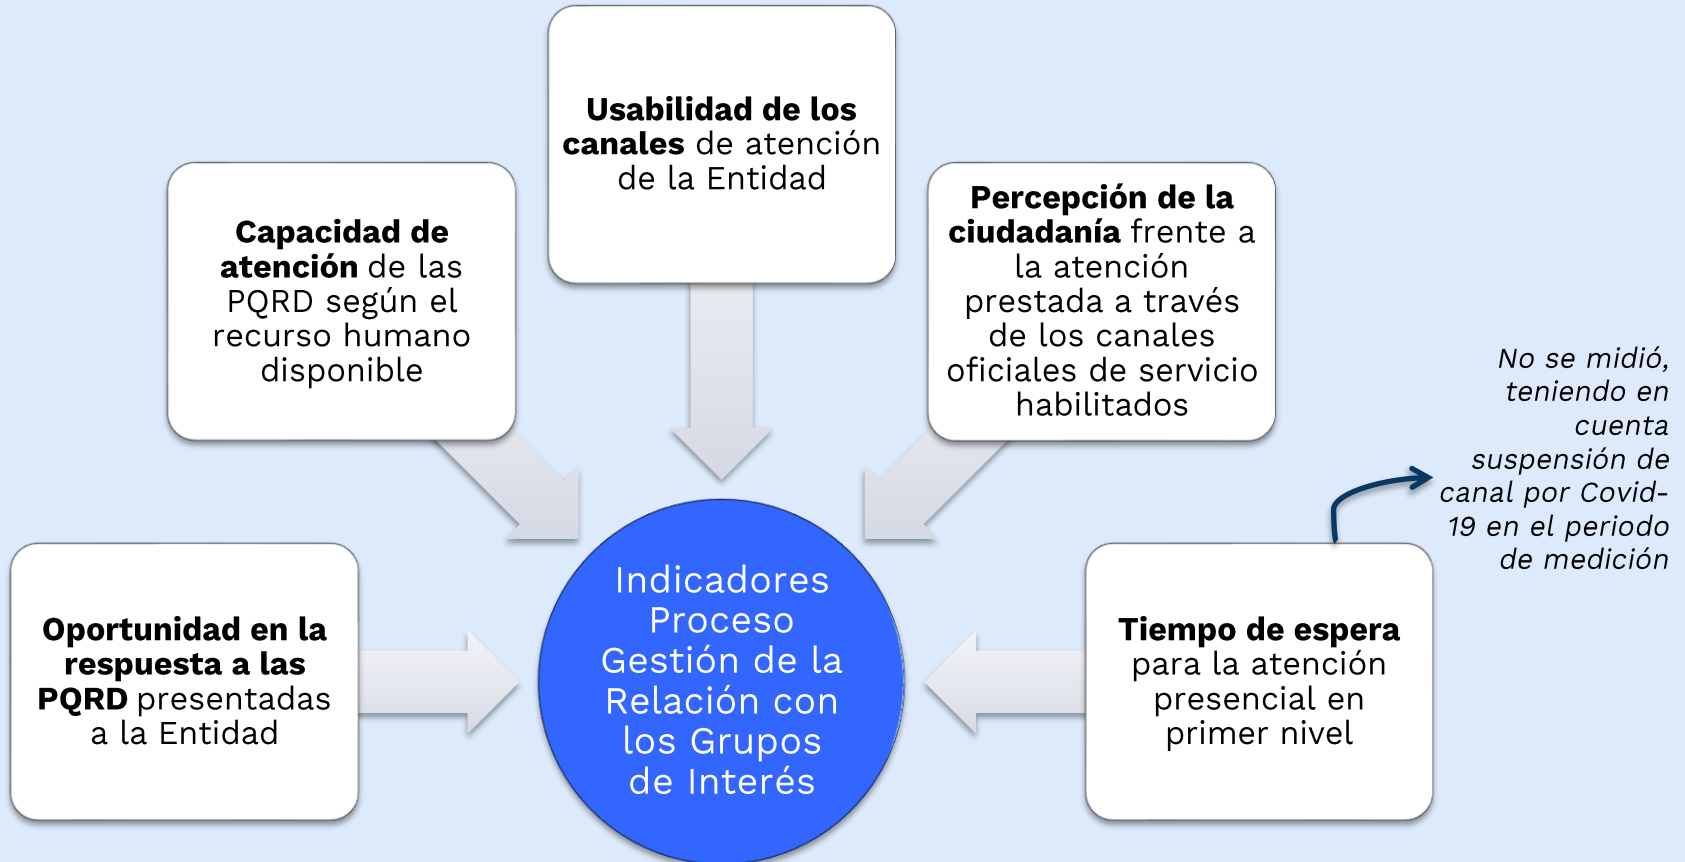 Usabilidad de los
canales de atención
de la Entidad
Capacidad de
atención de las
PQRD según el
recurso humano
disponible
Percepción de la
ciudadanía frente a
la atención
prestada a través
de los canales
oficiales de servicio
habilitados
No se midió,
teniendo en
cuenta
suspensión de
canal por Covid-
19 en el periodo
de medición
Oportunidad en la
respuesta a las
PQRD presentadas
a la Entidad
Indicadores
Proceso
Gestión de la
Relación con
los Grupos
de Interés
Tiempo de espera
para la atención
presencial en
primer nivel